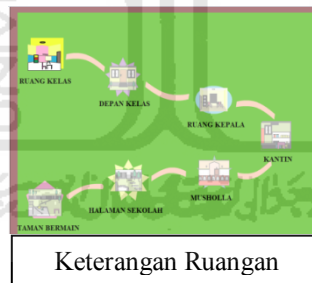 RUANG KELAS
DEPAN KELAS
RUANG KEPALA
KANTIN
MUSHOLLA
HALAMAN SEKOLAH
TAMAN BERMAIN
Keterangan Ruangan